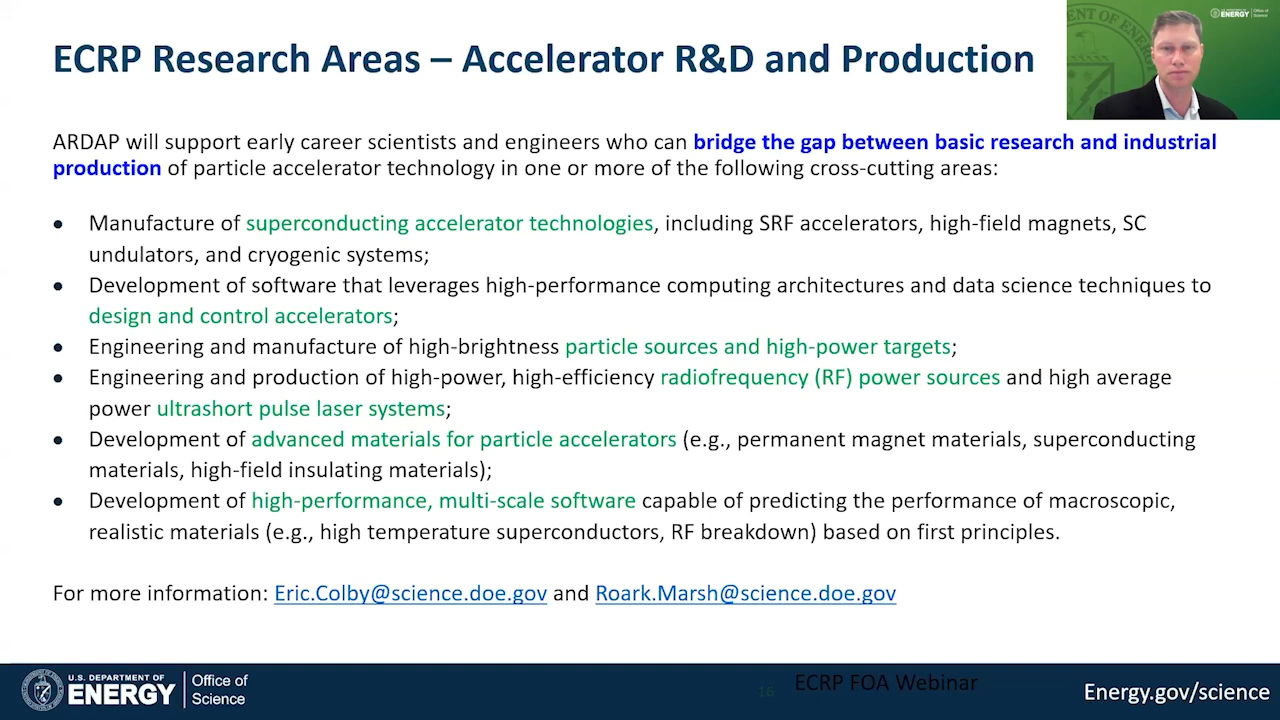 ECRP Research Areas – Accelerator R&D and Production
U.S. DEPARTMENT OF
ENERGY
Office of
Science
ARDAP will support early career scientists and engineers who can bridge the gap between basic research and industrial
production of particle accelerator technology in one or more of the following cross-cutting areas:
• Manufacture of superconducting accelerator technologies, including SRF accelerators, high-field magnets, SC
undulators, and cryogenic systems;
• Development of software that leverages high-performance computing architectures and data science techniques to
design and control accelerators;
• Engineering and manufacture of high-brightness particle sources and high-power targets;
• Engineering and production of high-power, high-efficiency radiofrequency (RF) power sources and high average
power ultrashort pulse laser systems;
• Development of advanced materials for particle accelerators (e.g., permanent magnet materials, superconducting
materials, high-field insulating materials);
• Development of high-performance, multi-scale software capable of predicting the performance of macroscopic,
realistic materials (e.g., high temperature superconductors, RF breakdown) based on first principles.
For more information: Eric.Colby@science.doe.gov and Roark.Marsh@science.doe.gov
U.S. DEPARTMENT OF
ENERGY
Office of
Science
16
ECRP FOA Webinar
Energy.gov/science